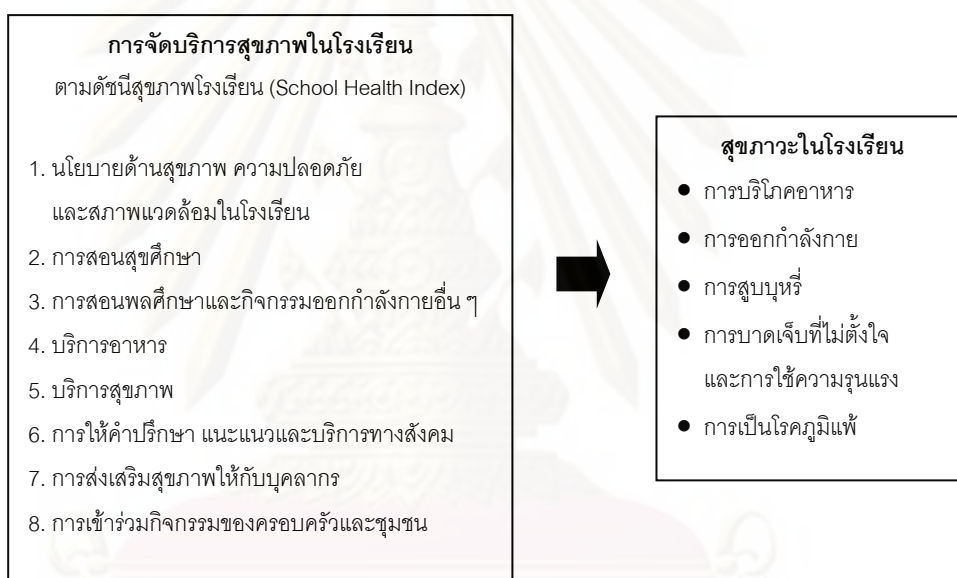 การจัดบริการสุขภาพในโรงเรียน
ตามดัชนีสุขภาพโรงเรียน (School Health Index)
1. นโยบายด้านสุขภาพ ความปลอดภัย
และสภาพแวดล้อมในโรงเรียน
2. การสอนสุขศึกษา
3. การสอนพลศึกษาและกิจกรรมออกกำลังกายอื่น ๆ
4. บริการอาหาร
5. บริการสุขภาพ
6. การให้คำปรึกษา แนะแนวและบริการทางสังคม
7. การส่งเสริมสุขภาพให้กับบุคลากร
8. การเข้าร่วมกิจกรรมของครอบครัวและชุมชน
สุขภาวะในโรงเรียน
● การบริโภคอาหาร
● การออกกำลังกาย
● การสูบบุหรี่
● การบาดเจ็บที่ไม่ตั้งใจ
และการใช้ความรุนแรง
● การเป็นโรคภูมิแพ้